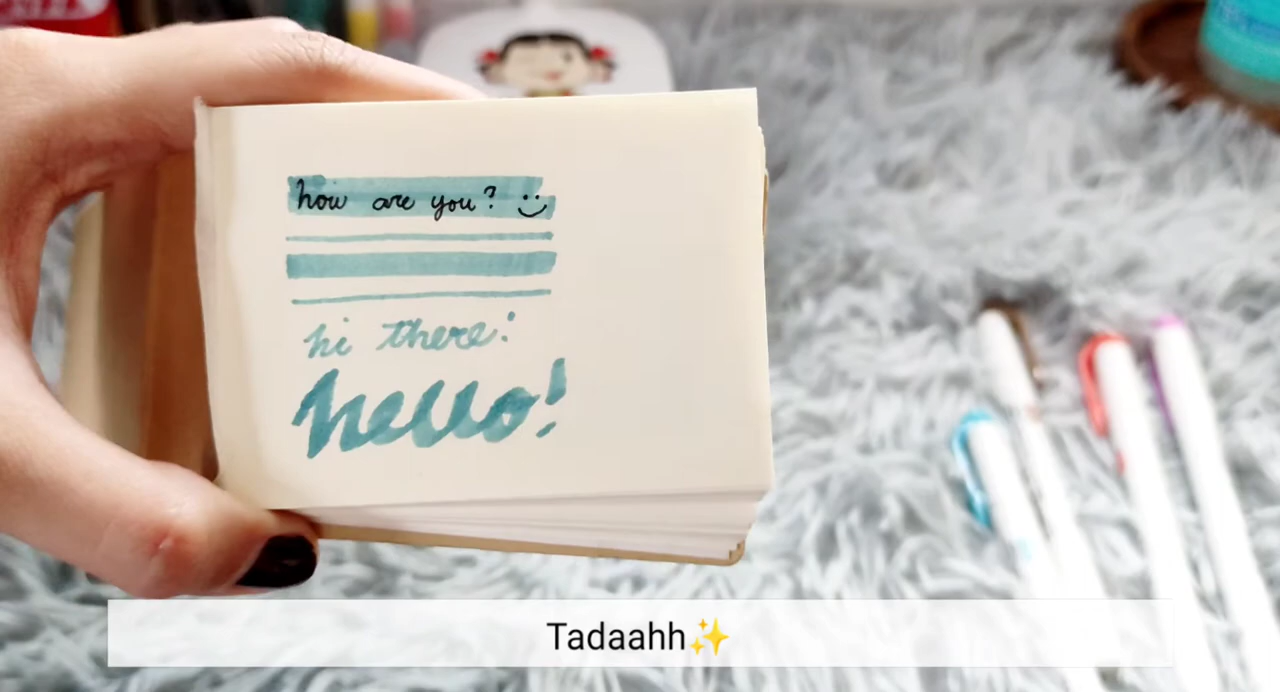 how are you? :)
hi there!
hello!
Tadaahh✨